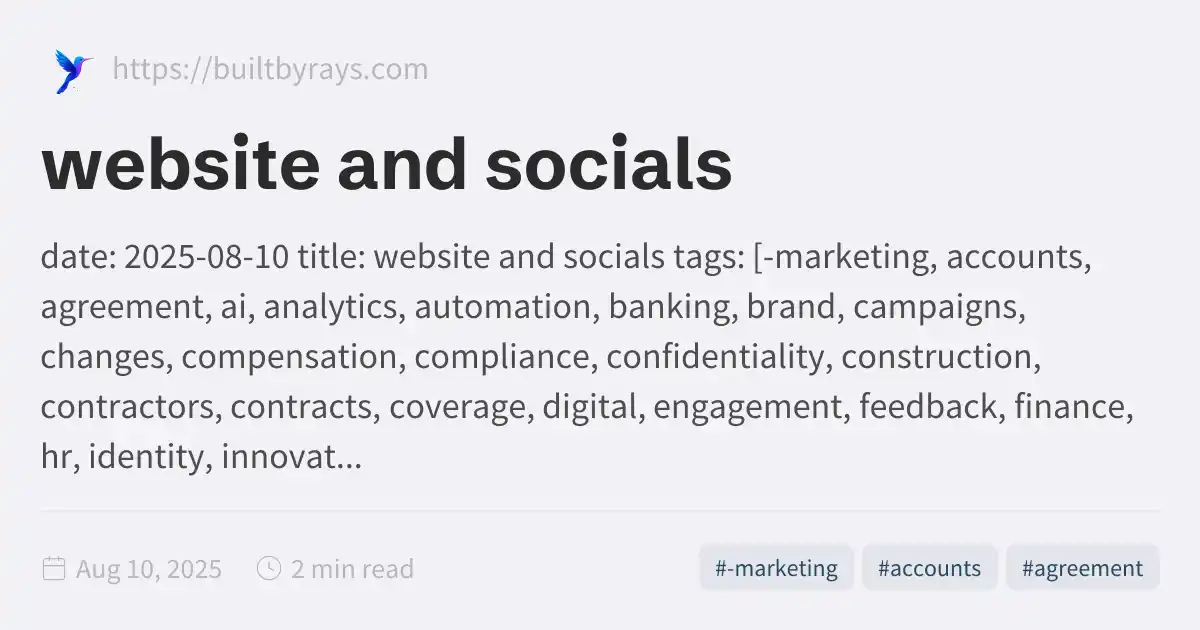 https://builtbyrays.com
website and socials
date: 2025-08-10 title: website and socials tags: [-marketing, accounts,
agreement, ai, analytics, automation, banking, brand, campaigns,
changes, compensation, compliance, confidentiality, construction,
contractors, contracts, coverage, digital, engagement, feedback, finance,
hr, identity, innovat...
Aug 10, 2025 2 min read #-marketing #accounts #agreement